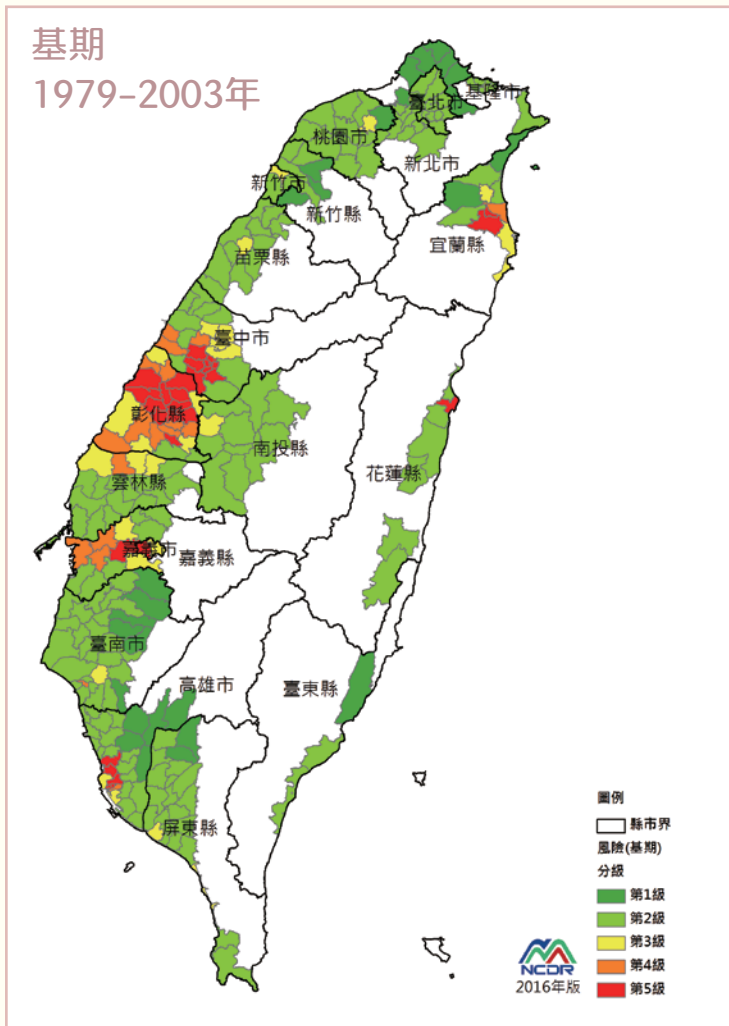 基期
1979–2003年
基隆市
臺北市
桃園市
新北市
新竹市
新竹縣
宜蘭縣
苗栗縣
臺中市
彰化縣
南投縣
花蓮縣
雲林縣
嘉義市
嘉義縣
臺南市
高雄市
臺東縣
屏東縣
圖例
縣市界
風險(基期)
分級
第1級
第2級
第3級
第4級
第5級
NCDR
2016年版